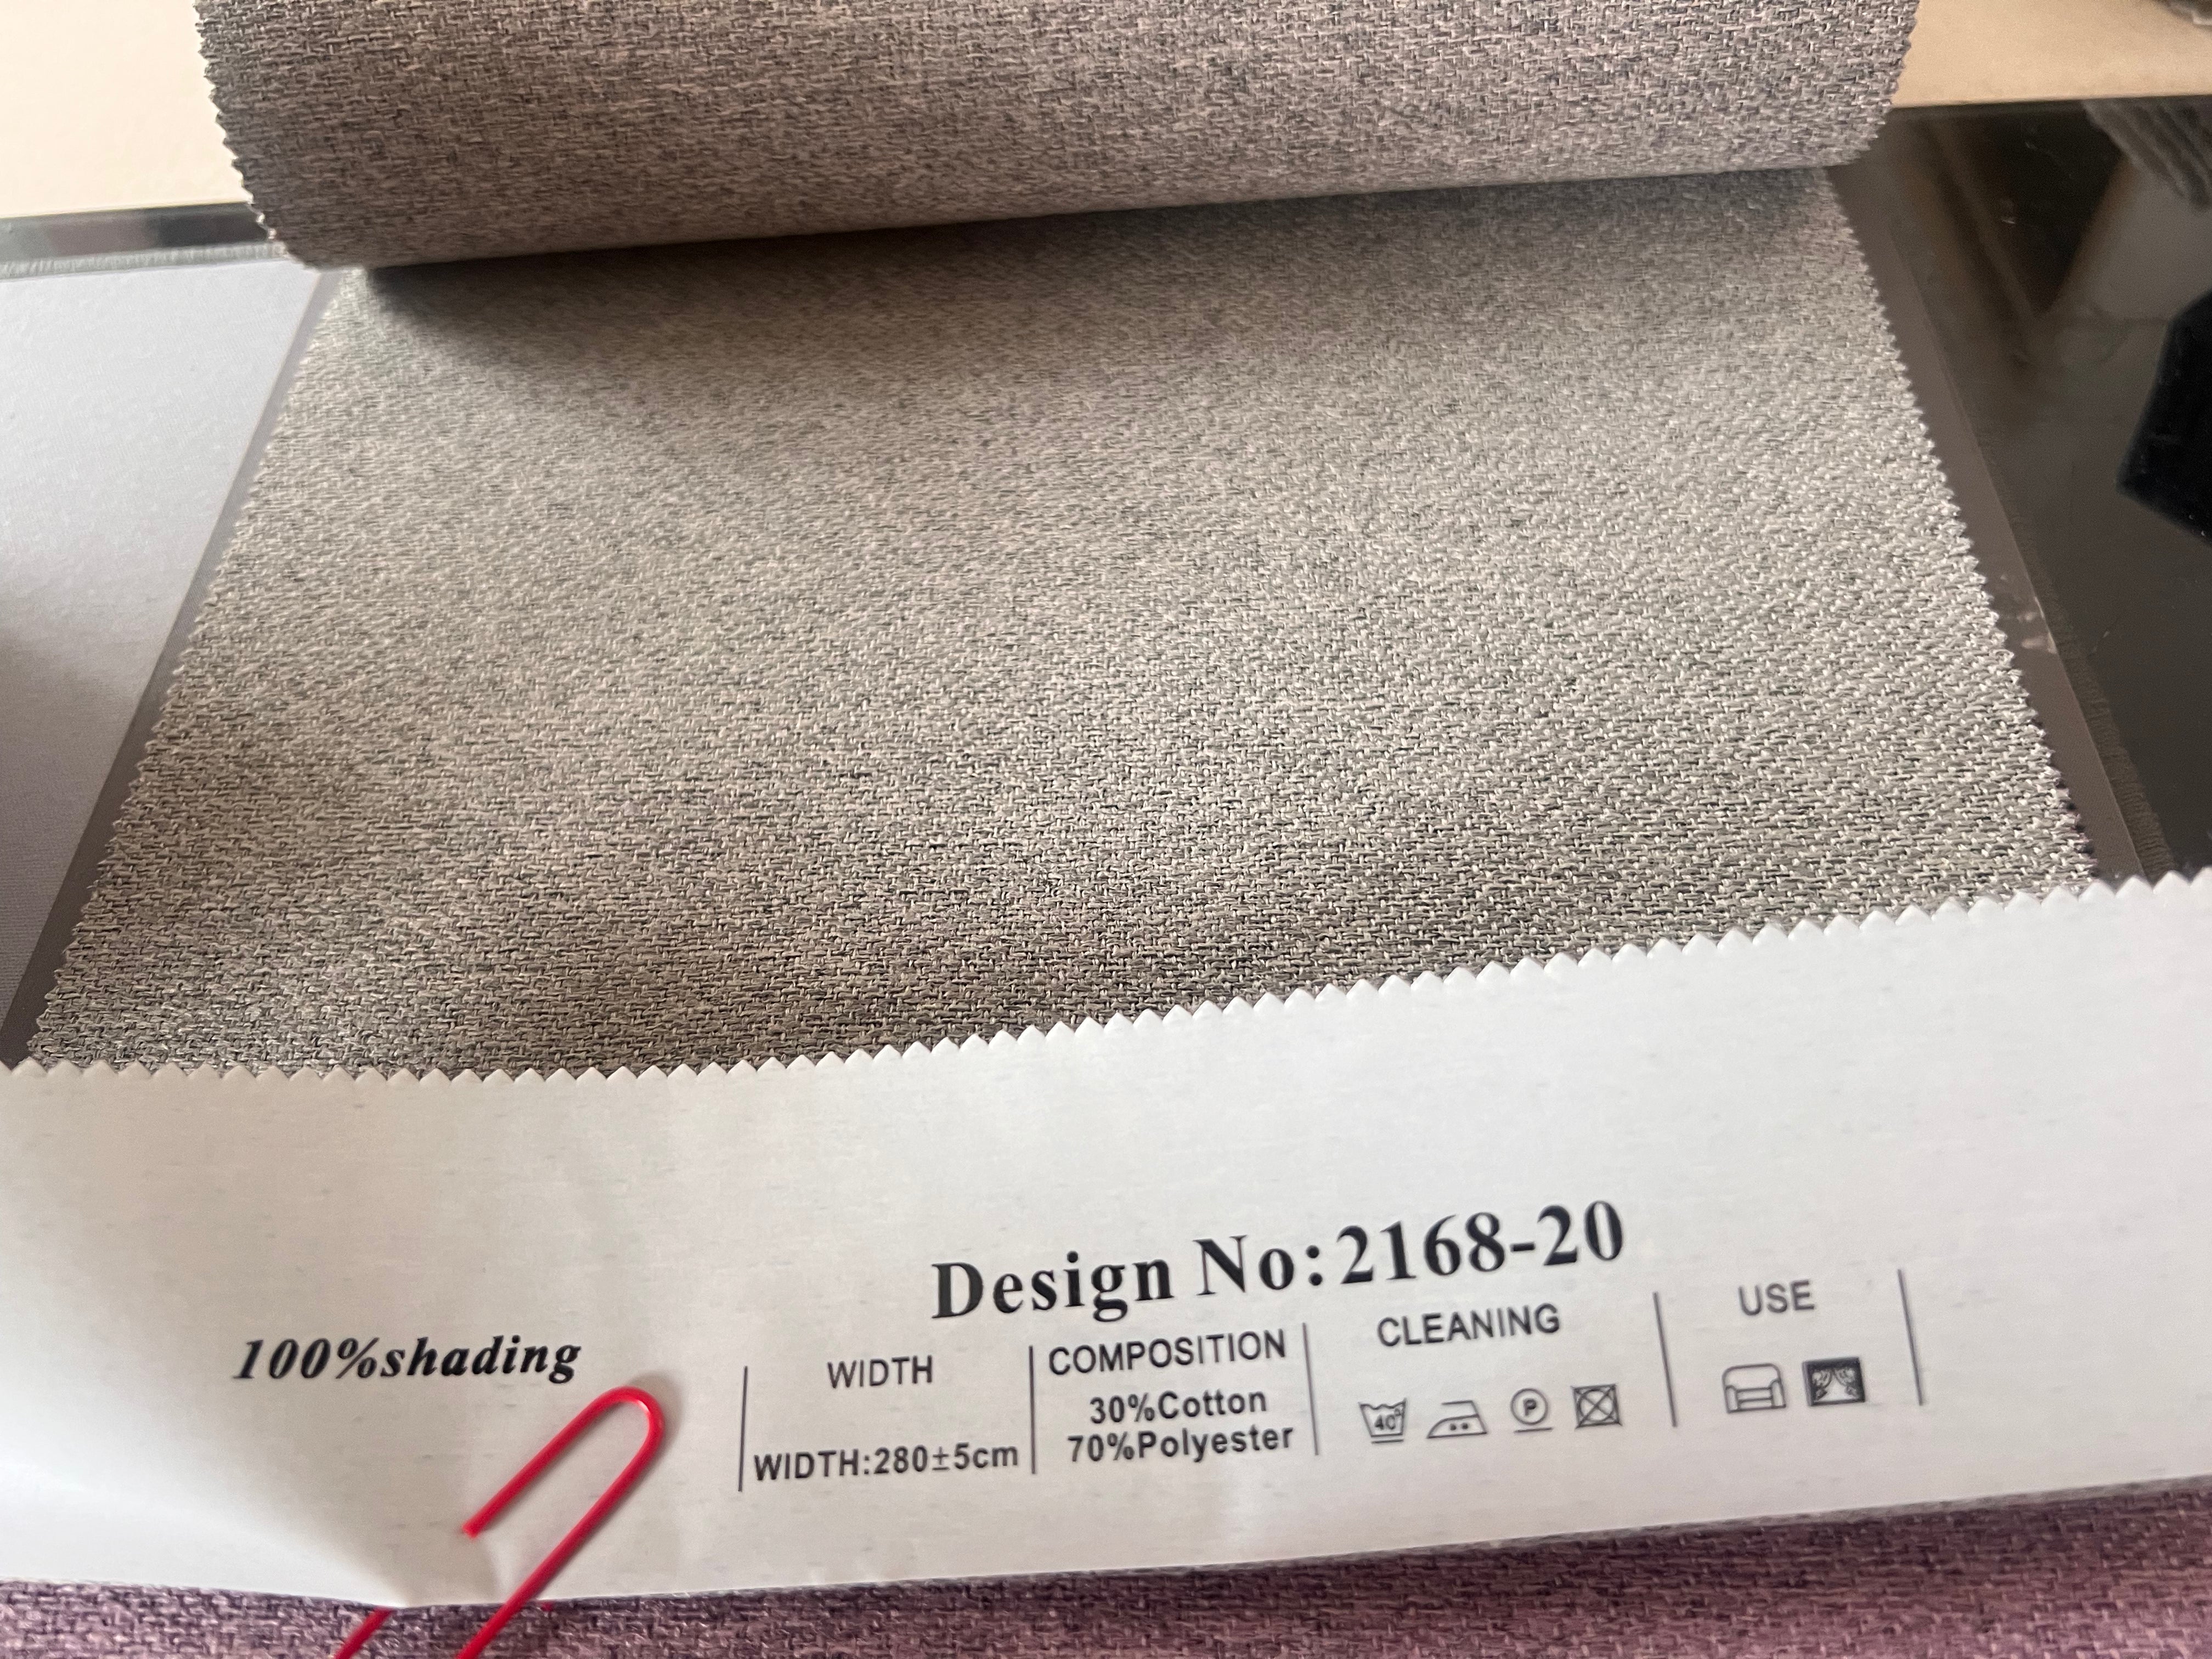 Design No:2168-20
100%shading
WIDTH
WIDTH:280±5cm
COMPOSITION
30%Cotton
70%Polyester
CLEANING
40°
P
USE